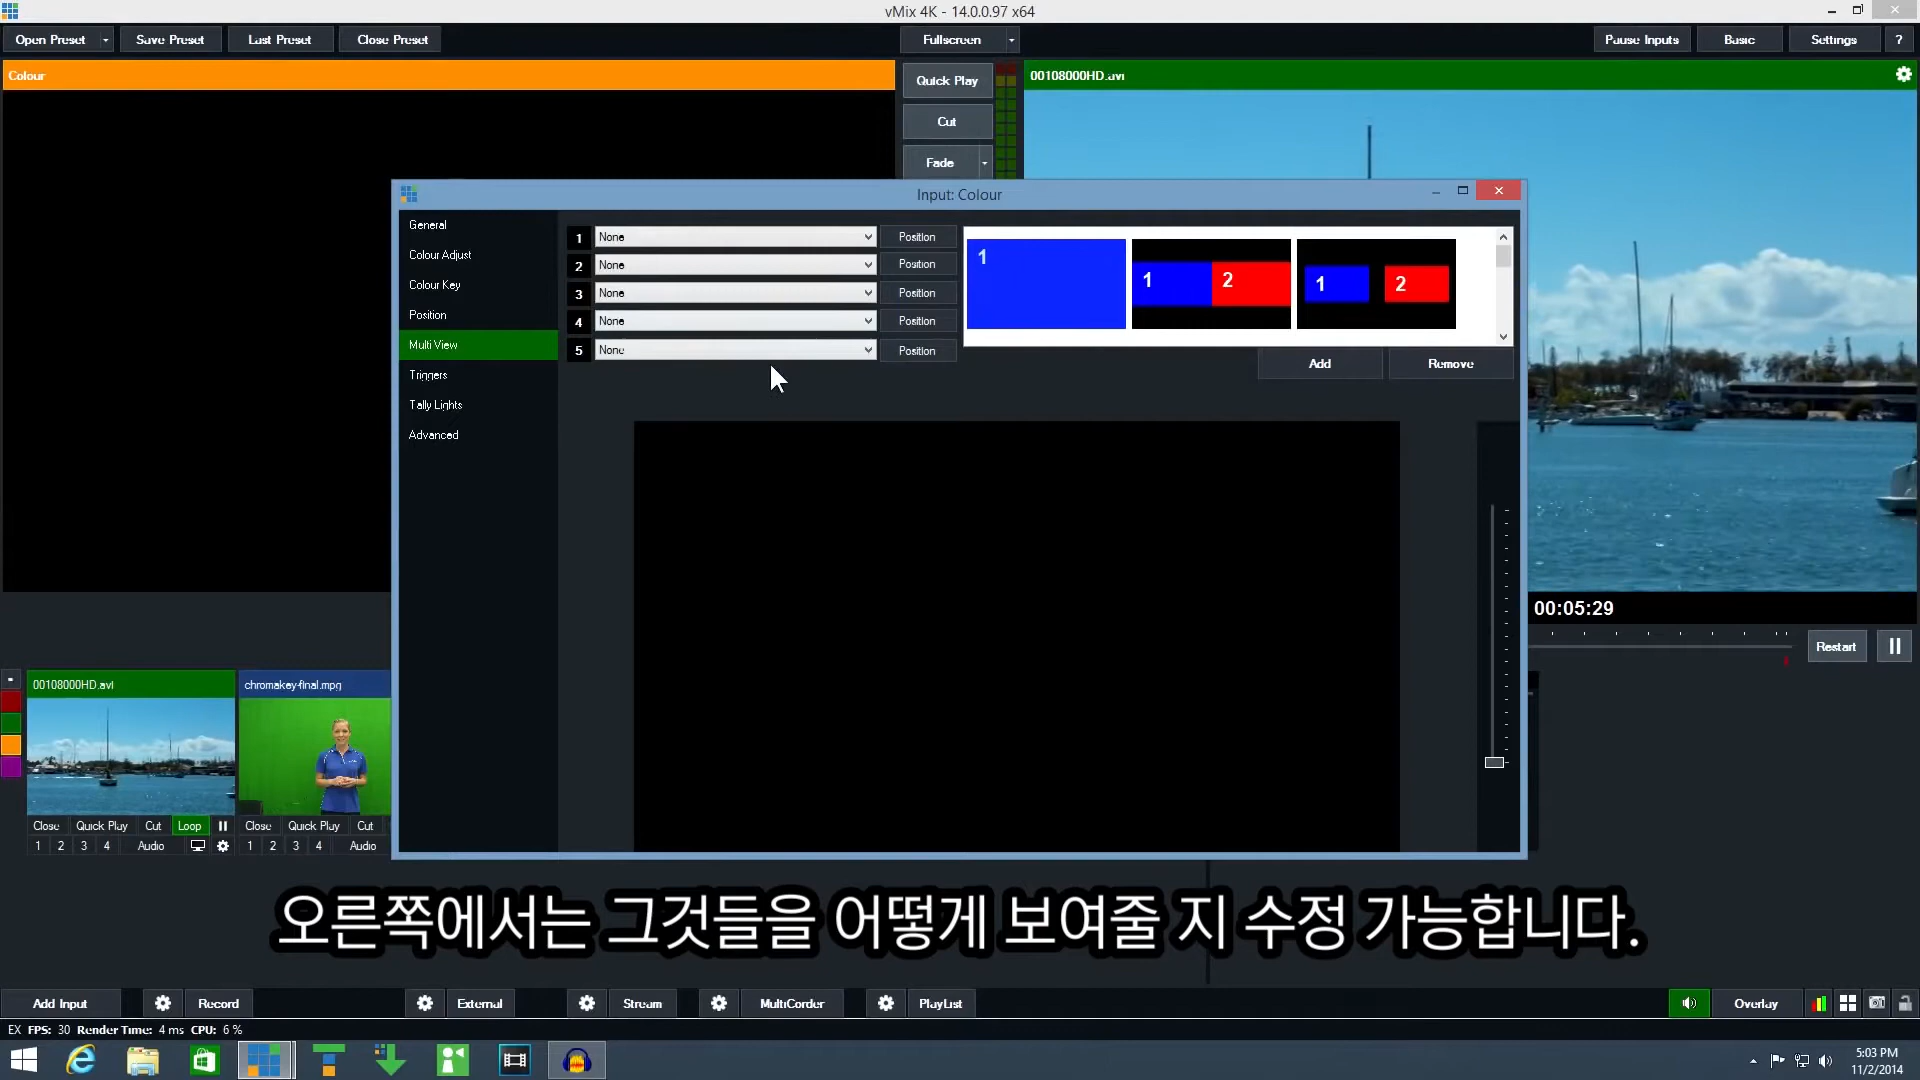 vMix 4K - 14.0.0.97 x64
Open Preset Save Preset Last Preset Close Preset Fullscreen Pause Inputs Basic Settings ?
Colour
Quick Play
00108000HD.avi
Cut
Fade
Input: Colour
General
Colour Adjust
Colour Key
Position
Multi View
Triggers
Tally Lights
Advanced
1 None Position
2 None Position
3 None Position
4 None Position
5 None Position
1
1 2
1 2
Add Remove
00:05:29
Restart
00108000HD.avi
chromakey-final.mpg
Close Quick Play Cut Loop
1 2 3 4 Audio
Close Quick Play Cut
1 2 3 4 Audio
오른쪽에서는 그것들을 어떻게 보여줄 지 수정 가능합니다.
Add Input Record External Stream MultiCorder PlayList Overlay
EX FPS: 30 Render Time: 4 ms CPU: 6 %
5:03 PM
11/2/2014